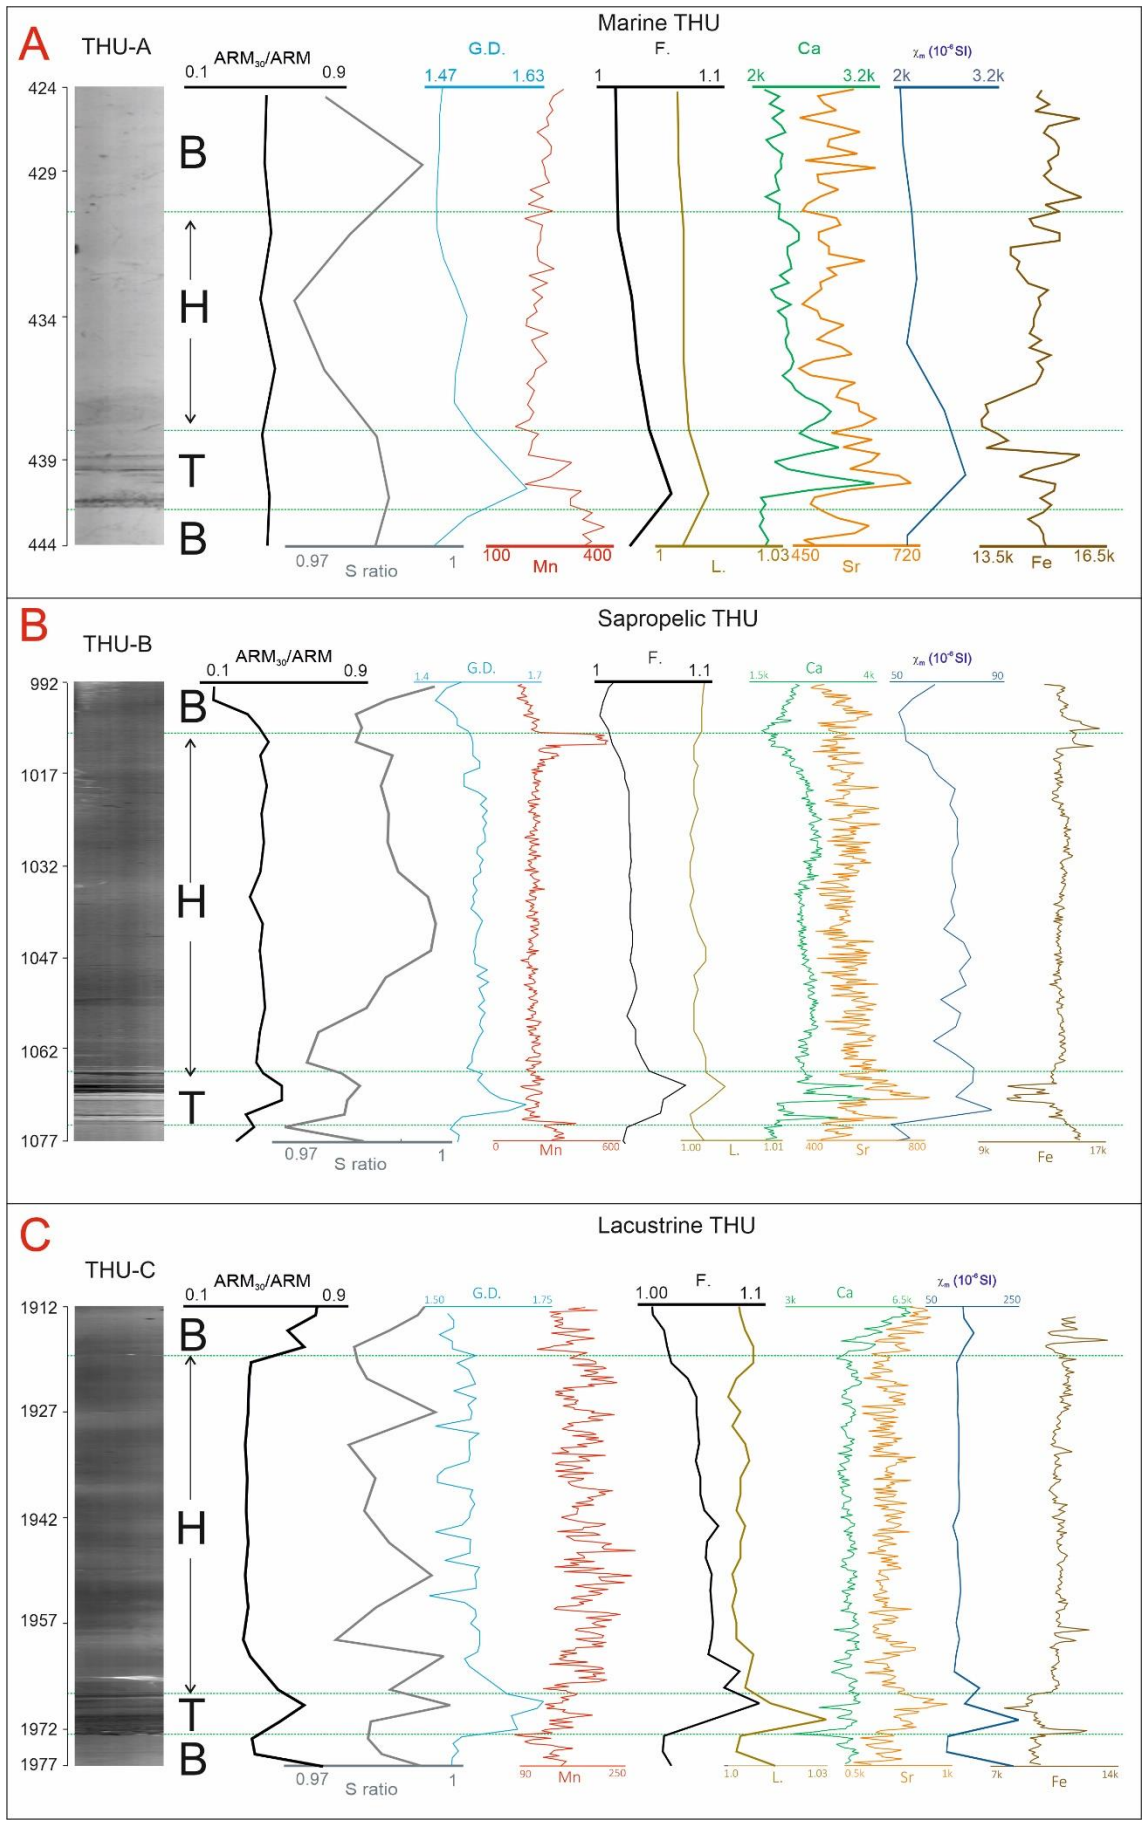 Marine THU
A
THU-A
ARM30/ARM
G.D.
F.
Ca
χm (10-6 SI)
0.1 0.9 1.47 1.63 1 1.1 2k 3.2k 2k 3.2k
424
B
429
H
434
439
T
B
444
0.97 1 100 400 1 1.03 450 720 13.5k 16.5k
S ratio Mn L. Sr Fe
B
Sapropelic THU
THU-B
ARM30/ARM
G.D.
F.
Ca
χm (10-6 SI)
0.1 0.9 1.4 1.7 1 1.1 1.5k 4k 50 90
992
B
1017
1032
H
1047
1062
T
1077
0.97 1 0 600 1.00 1.01 400 800 9k 17k
S ratio Mn L. Sr Fe
C
Lacustrine THU
THU-C
ARM30/ARM
G.D.
F.
Ca
χm (10-6 SI)
0.1 0.9 1.50 1.75 1.00 1.1 3k 6.5k 50 250
1912
B
1927
H
1942
1957
T
1972
B
1977
0.97 1 90 250 1.0 1.03 0.5k 1k 7k 14k
S ratio Mn L. Sr Fe